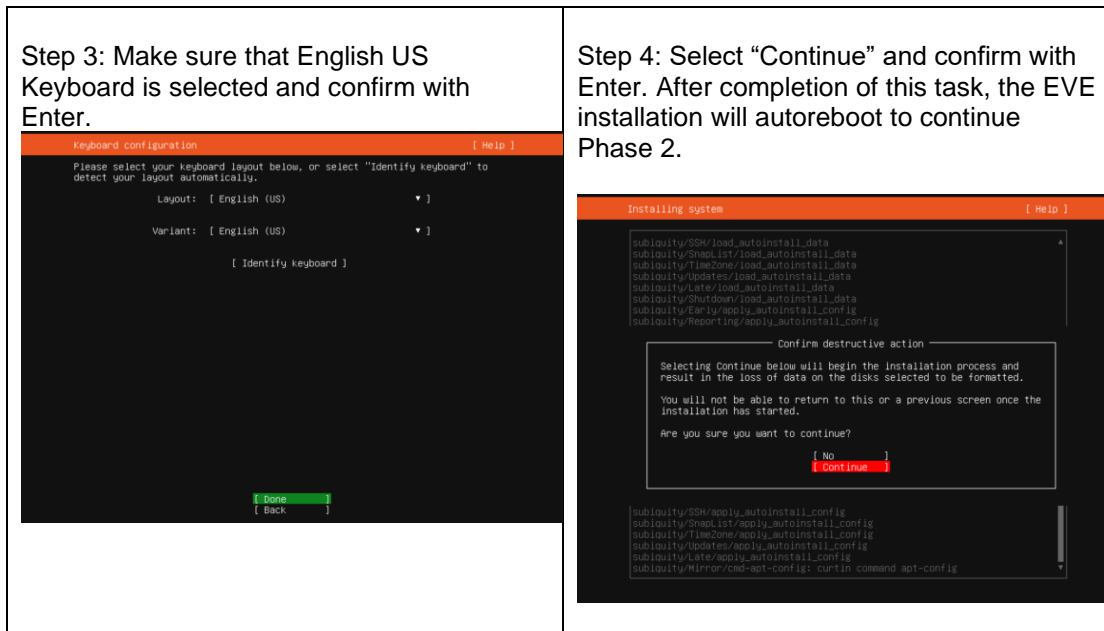 Step 3: Make sure that English US
Keyboard is selected and confirm with
Enter.
Keyboard configuration [ Help ]
Please select your keyboard layout below, or select "Identify keyboard" to
detect your layout automatically.
Layout: [ English (US) ▾ ]
Variant: [ English (US) ▾ ]
[ Identify keyboard ]
[ Done ]
[ Back ]
Step 4: Select “Continue” and confirm with
Enter. After completion of this task, the EVE
installation will autoreboot to continue
Phase 2.
Installing system [ Help ]
subiquity/SSH/load_autoinstall_data
subiquity/SnapList/load_autoinstall_data
subiquity/TimeZone/load_autoinstall_data
subiquity/Updates/load_autoinstall_data
subiquity/Late/load_autoinstall_data
subiquity/Shutdown/load_autoinstall_data
subiquity/Early/apply_autoinstall_config
subiquity/Reporting/apply_autoinstall_config
Confirm destructive action
Selecting Continue below will begin the installation process and
result in the loss of data on the disks selected to be formatted.
You will not be able to return to this or a previous screen once the
installation has started.
Are you sure you want to continue?
[ No ]
[ Continue ]
subiquity/SSH/apply_autoinstall_config
subiquity/SnapList/apply_autoinstall_config
subiquity/TimeZone/apply_autoinstall_config
subiquity/Updates/apply_autoinstall_config
subiquity/Late/apply_autoinstall_config
subiquity/Mirror/cmd-apt-config: curtin command apt-config